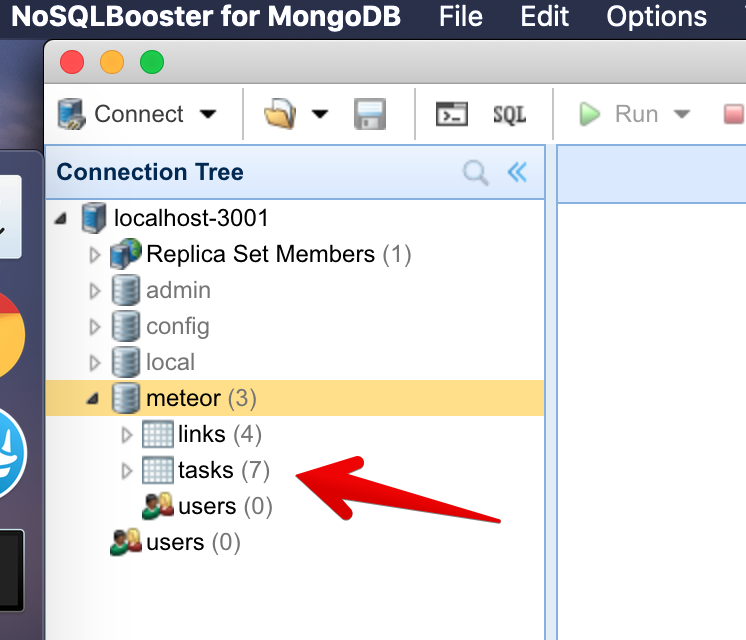 NoSQLBooster for MongoDB File Edit Options
Connect SQL Run
Connection Tree
localhost-3001
Replica Set Members (1)
admin
config
local
meteor (3)
links (4)
tasks (7)
users (0)
users (0)